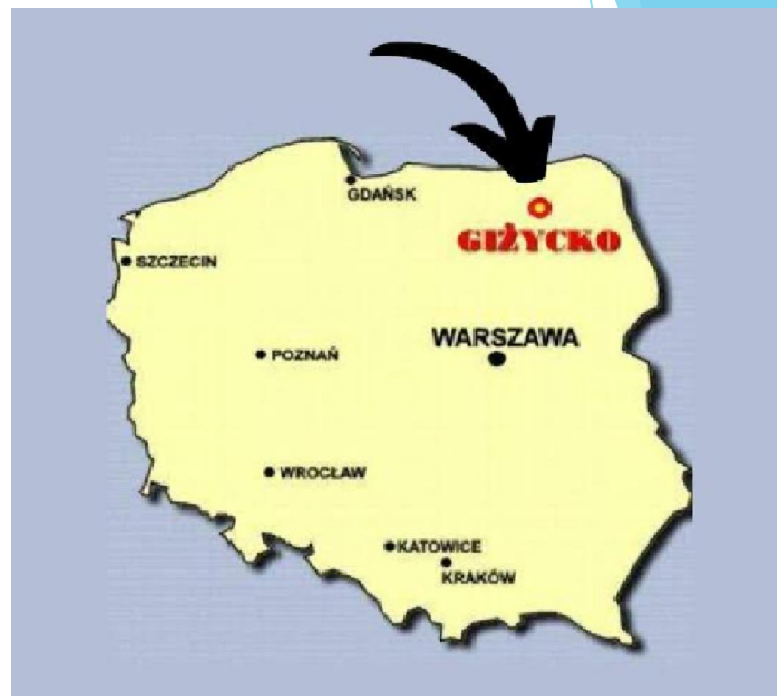 GDAŃSK
GIŻYCKO
SZCZECIN
WARSZAWA
POZNAŃ
WROCŁAW
KATOWICE
KRAKÓW